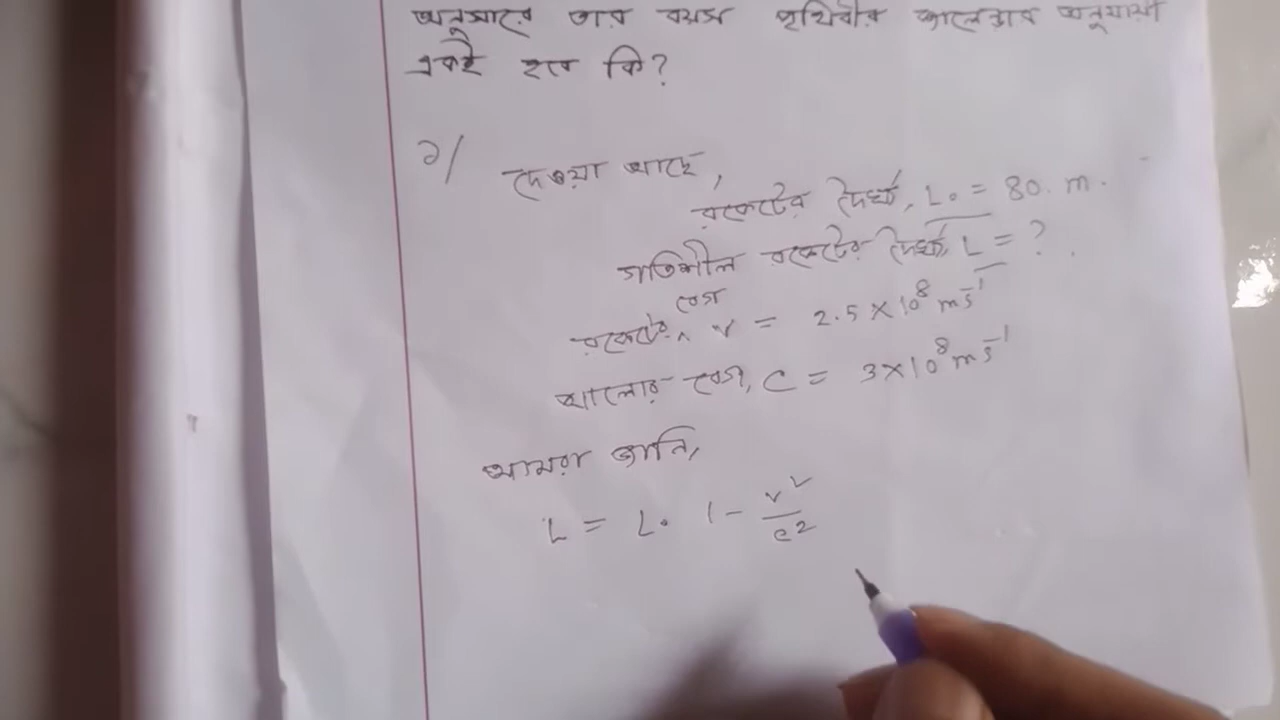 অনুসারে তার বয়স পৃথিবীর ক্যালেন্ডার অনুযায়ী
একই হবে কি?
১/
দেওয়া আছে,
রকেটের দৈর্ঘ্য, L₀ = 80 m.
গতিশীল রকেটের দৈর্ঘ্য, L = ?
রকেটের বেগ v = 2.5 × 10⁸ ms⁻¹
আলোর বেগ, c = 3 × 10⁸ ms⁻¹
আমরা জানি,
L = L₀ 1 - v²/c²